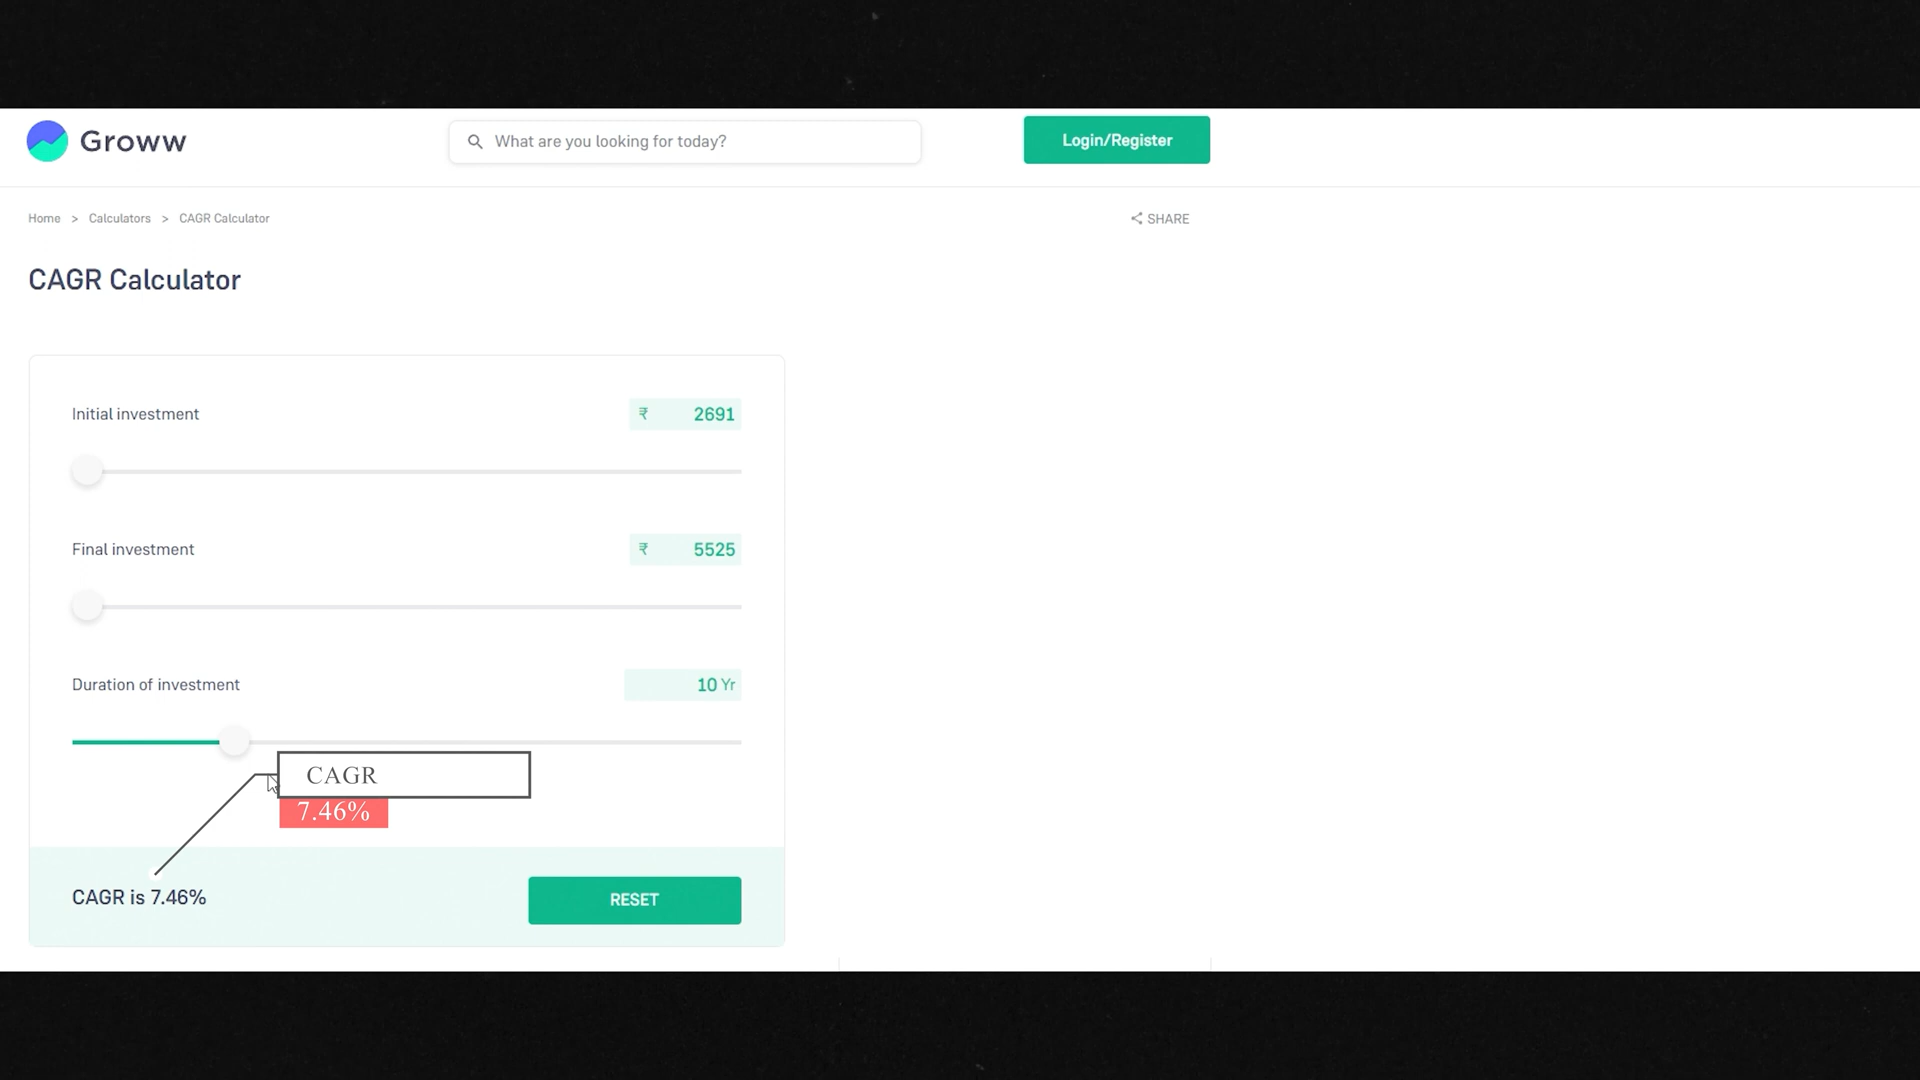 Groww
What are you looking for today?
Login/Register
Home > Calculators > CAGR Calculator
SHARE
CAGR Calculator
Initial investment
₹ 2691
Final investment
₹ 5525
Duration of investment
10 Yr
CAGR
7.46%
CAGR is 7.46%
RESET